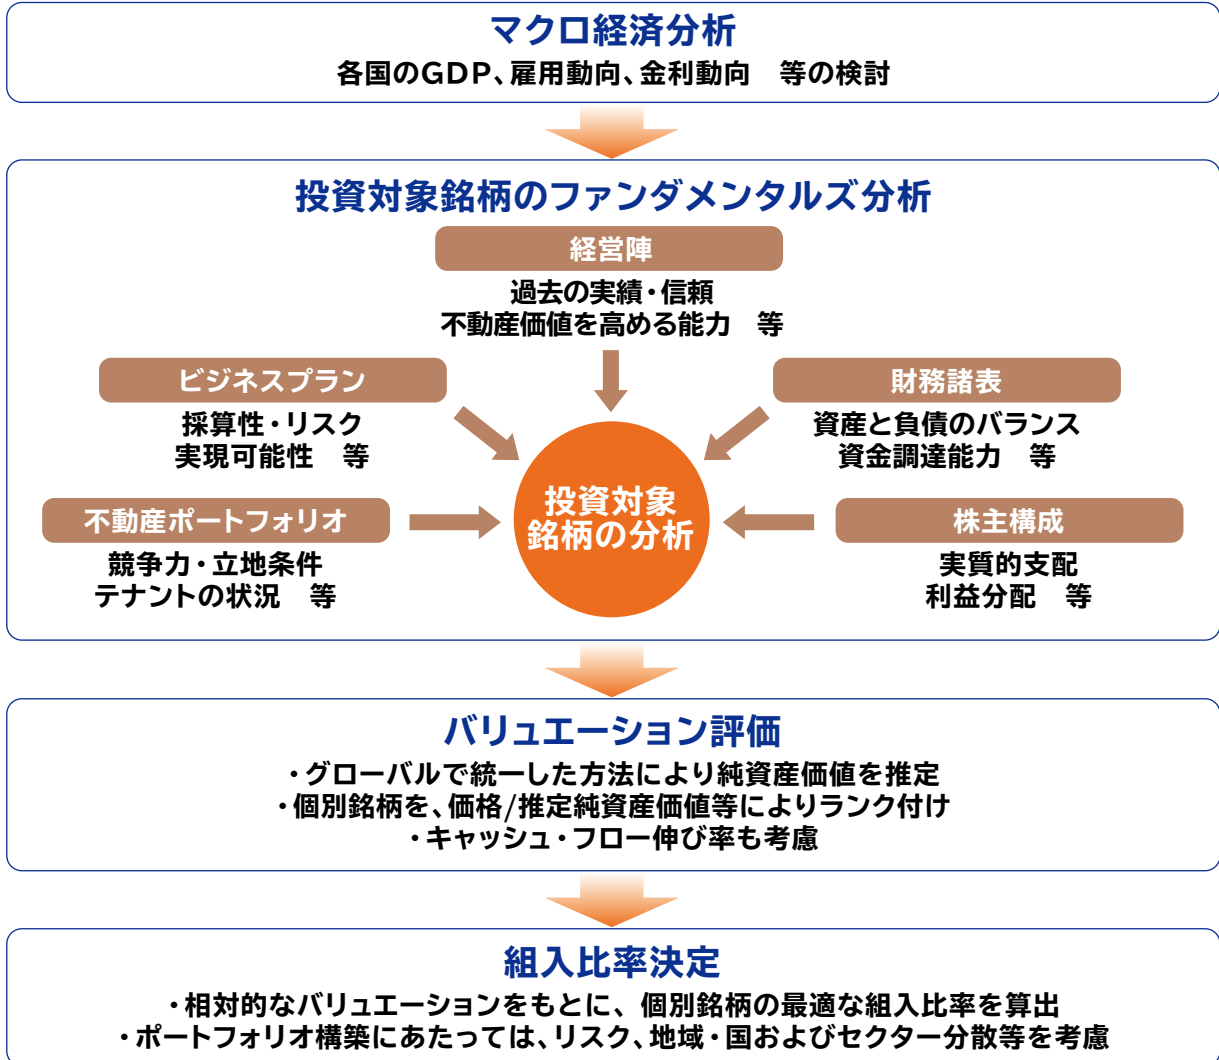 マクロ経済分析
各国のGDP、雇用動向、金利動向　等の検討
投資対象銘柄のファンダメンタルズ分析
経営陣
過去の実績・信頼
不動産価値を高める能力　等
ビジネスプラン
採算性・リスク
実現可能性　等
財務諸表
資産と負債のバランス
資金調達能力　等
不動産ポートフォリオ
競争力・立地条件
テナントの状況　等
投資対象
銘柄の分析
株主構成
実質的支配
利益分配　等
バリュエーション評価
・グローバルで統一した方法により純資産価値を推定
・個別銘柄を、価格/推定純資産価値等によりランク付け
・キャッシュ・フロー伸び率も考慮
組入比率決定
・相対的なバリュエーションをもとに、個別銘柄の最適な組入比率を算出
・ポートフォリオ構築にあたっては、リスク、地域・国およびセクター分散等を考慮